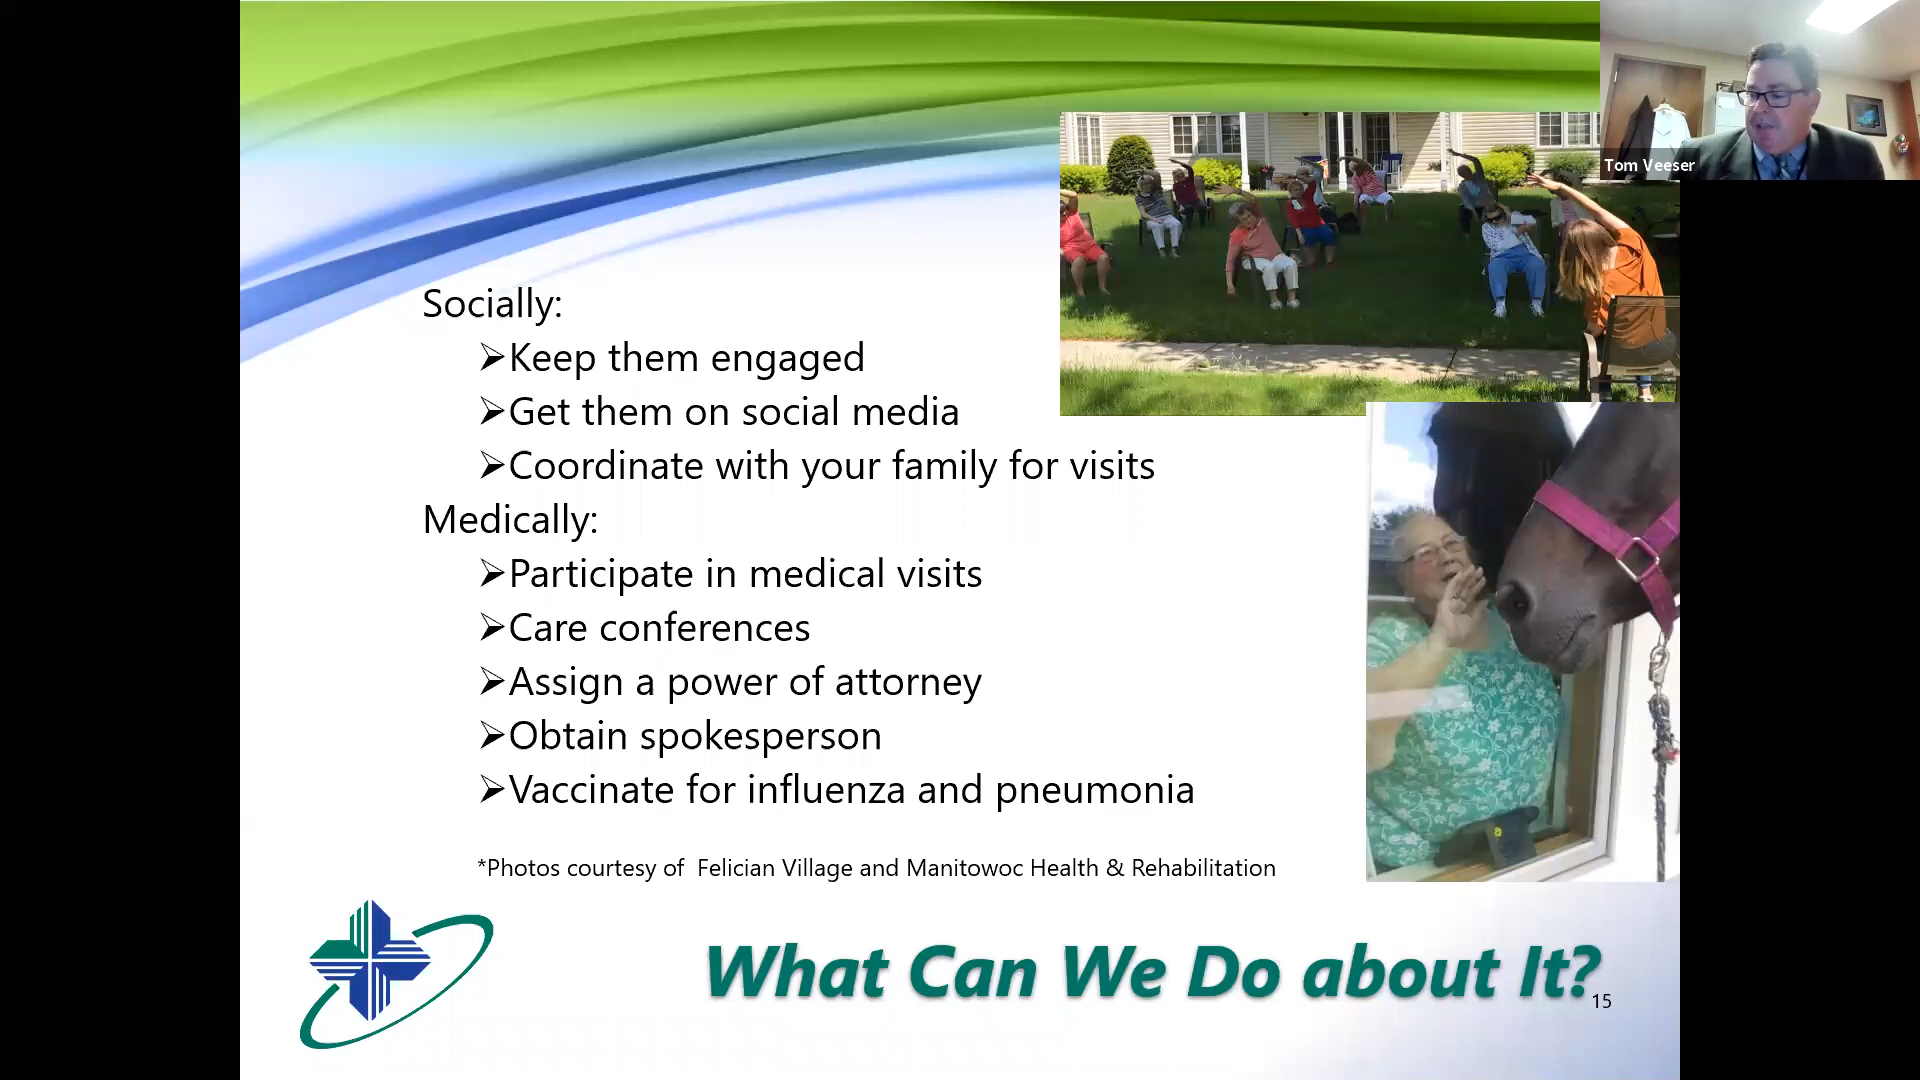 Tom Veeser
Socially:
➢Keep them engaged
➢Get them on social media
➢Coordinate with your family for visits
Medically:
➢Participate in medical visits
➢Care conferences
➢Assign a power of attorney
➢Obtain spokesperson
➢Vaccinate for influenza and pneumonia
*Photos courtesy of  Felician Village and Manitowoc Health & Rehabilitation
What Can We Do about It?
15